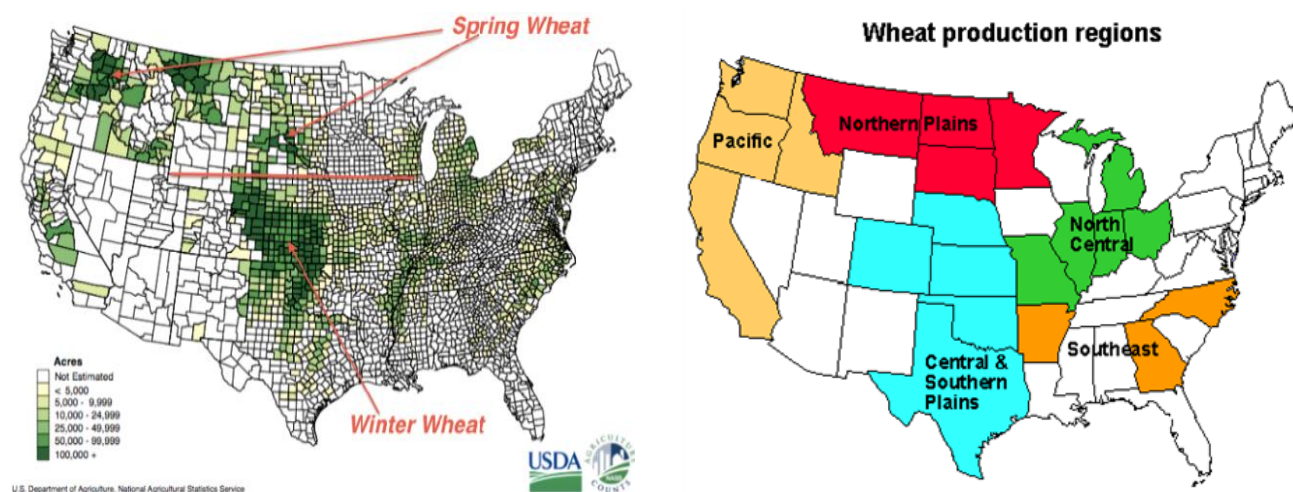 Spring Wheat
Winter Wheat
Acres
Not Estimated
< 5,000
5,000 - 9,999
10,000 - 24,999
25,000 - 49,999
50,000 - 99,999
100,000 +
USDA
AGRICULTURE
NASS
COUNTS
U.S. Department of Agriculture, National Agricultural Statistics Service
Wheat production regions
Northern Plains
Pacific
North
Central
Southeast
Central &
Southern
Plains